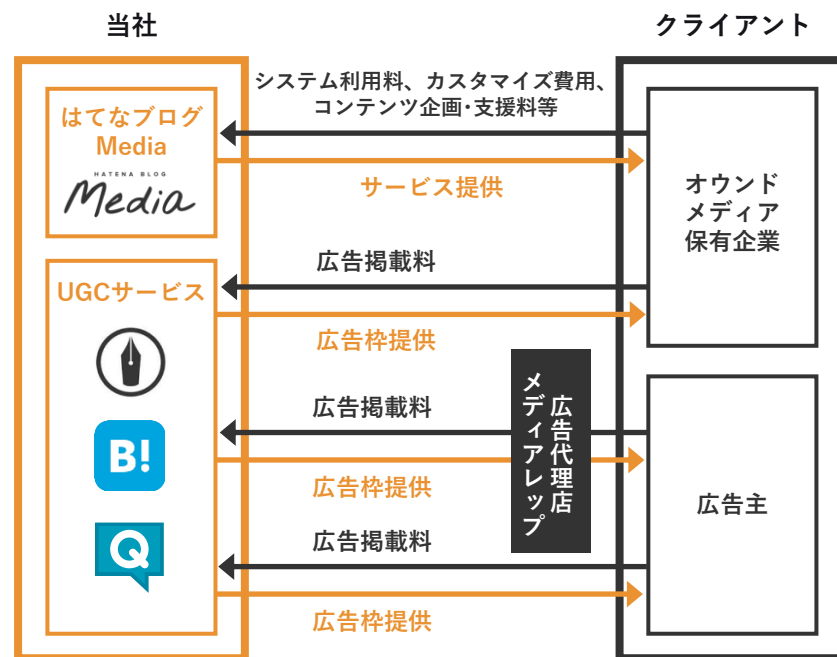 当社
クライアント
はてなブログ
Media
HATENA BLOG
Media
システム利用料、カスタマイズ費用、
コンテンツ企画･支援料等
サービス提供
オウンド
メディア
保有企業
UGCサービス
広告掲載料
広告枠提供
B!
Q
広告掲載料
広告枠提供
広告代理店
メディアレップ
広告主
広告掲載料
広告枠提供